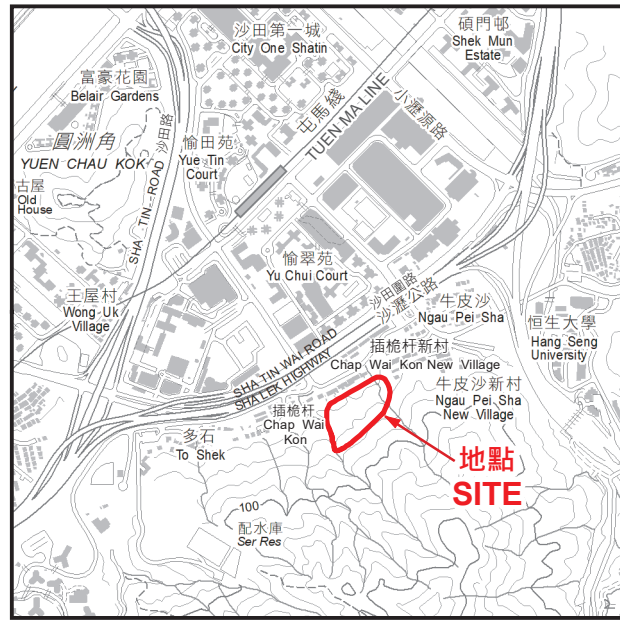 沙田第一城
City One Shatin
碩門邨
Shek Mun
Estate
富豪花園
Belair Gardens
屯馬綫
TUEN MA LINE
小瀝源路
圓洲角
YUEN CHAU KOK
沙田路
SHA TIN ROAD
愉田苑
Yue Tin
Court
古屋
Old
House
愉翠苑
Yu Chui Court
王屋村
Wong Uk
Village
沙田圍路
沙瀝公路
SHA TIN WAI ROAD
SHA LEK HIGHWAY
牛皮沙
Ngau Pei Sha
恒生大學
Hang Seng
University
插桅杆新村
Chap Wai Kon New Village
牛皮沙新村
Ngau Pei Sha
New Village
插桅杆
Chap Wai
Kon
多石
To Shek
地點
SITE
100
配水庫
Ser Res